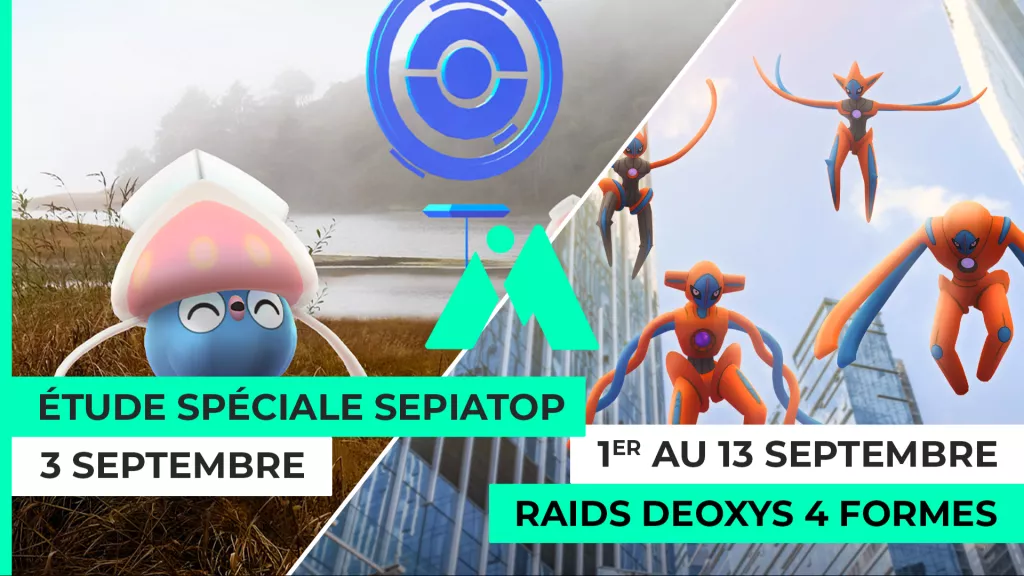 ÉTUDE SPÉCIALE SEPIATOP
3 SEPTEMBRE
1ER AU 13 SEPTEMBRE
RAIDS DEOXYS 4 FORMES